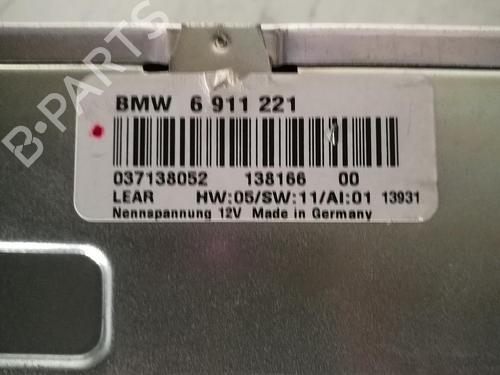 B-PARTS
BMW 6 911 221
037138052 138166 00
LEAR HW:05/SW:11/AI:01 13931
Nennspannung 12V Made in Germany